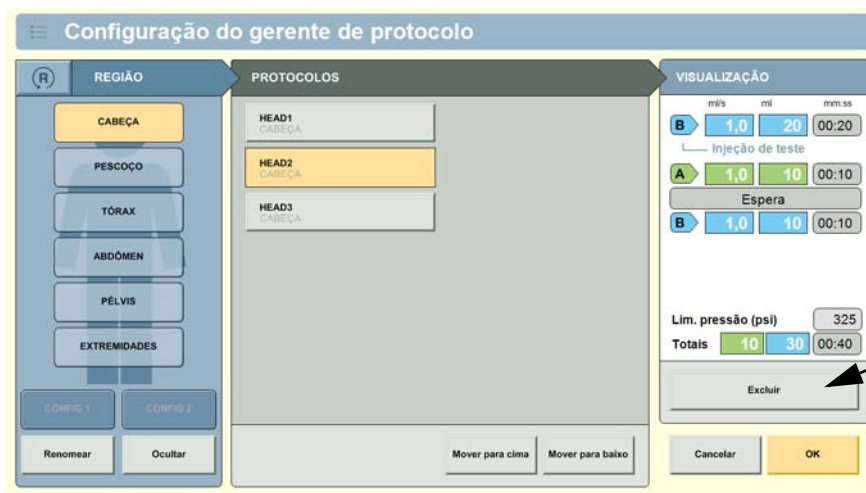 Configuração do gerente de protocolo
R REGIÃO
CABEÇA
PESCOÇO
TÓRAX
ABDÔMEN
PÉLVIS
EXTREMIDADES
CONFIG 1 CONFIG 2
Renomear Ocultar
PROTOCOLOS
HEAD1
CABEÇA
HEAD2
CABEÇA
HEAD3
CABEÇA
Mover para cima Mover para baixo
VISUALIZAÇÃO
ml/s ml mm:ss
B 1,0 20 00:20
Injeção de teste
A 1,0 10 00:10
Espera
B 1,0 10 00:10
Lim. pressão (psi) 325
Totais 10 30 00:40
Excluir
Cancelar OK